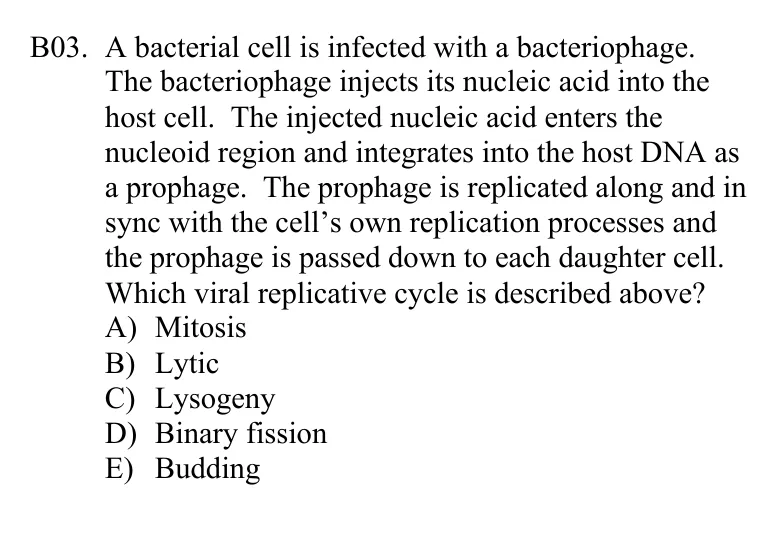 B03. A bacterial cell is infected with a bacteriophage.
The bacteriophage injects its nucleic acid into the
host cell. The injected nucleic acid enters the
nucleoid region and integrates into the host DNA as
a prophage. The prophage is replicated along and in
sync with the cell’s own replication processes and
the prophage is passed down to each daughter cell.
Which viral replicative cycle is described above?
A) Mitosis
B) Lytic
C) Lysogeny
D) Binary fission
E) Budding